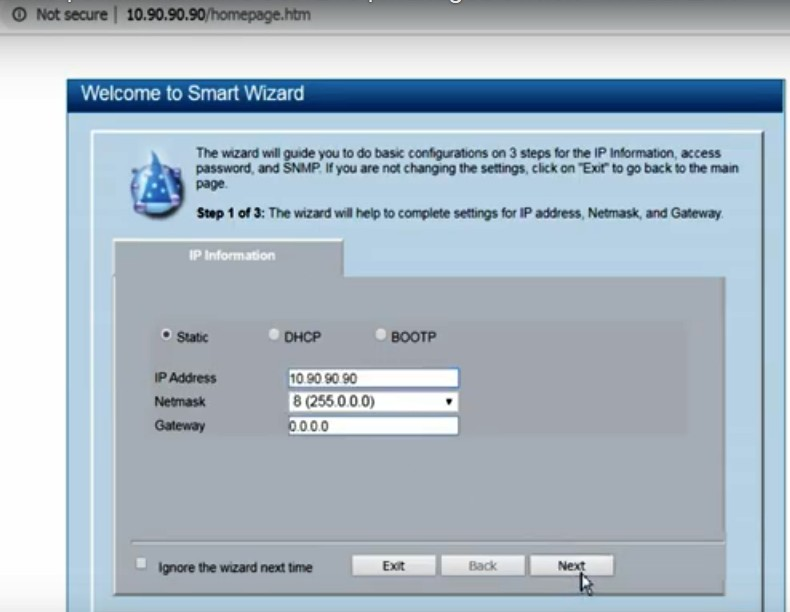 Not secure | 10.90.90.90/homepage.htm
Welcome to Smart Wizard
The wizard will guide you to do basic configurations on 3 steps for the IP Information, access
password, and SNMP. If you are not changing the settings, click on "Exit" to go back to the main
page.
Step 1 of 3: The wizard will help to complete settings for IP address, Netmask, and Gateway.
IP Information
Static DHCP BOOTP
IP Address 10.90.90.90
Netmask 8 (255.0.0.0)
Gateway 0.0.0.0
Ignore the wizard next time Exit Back Next